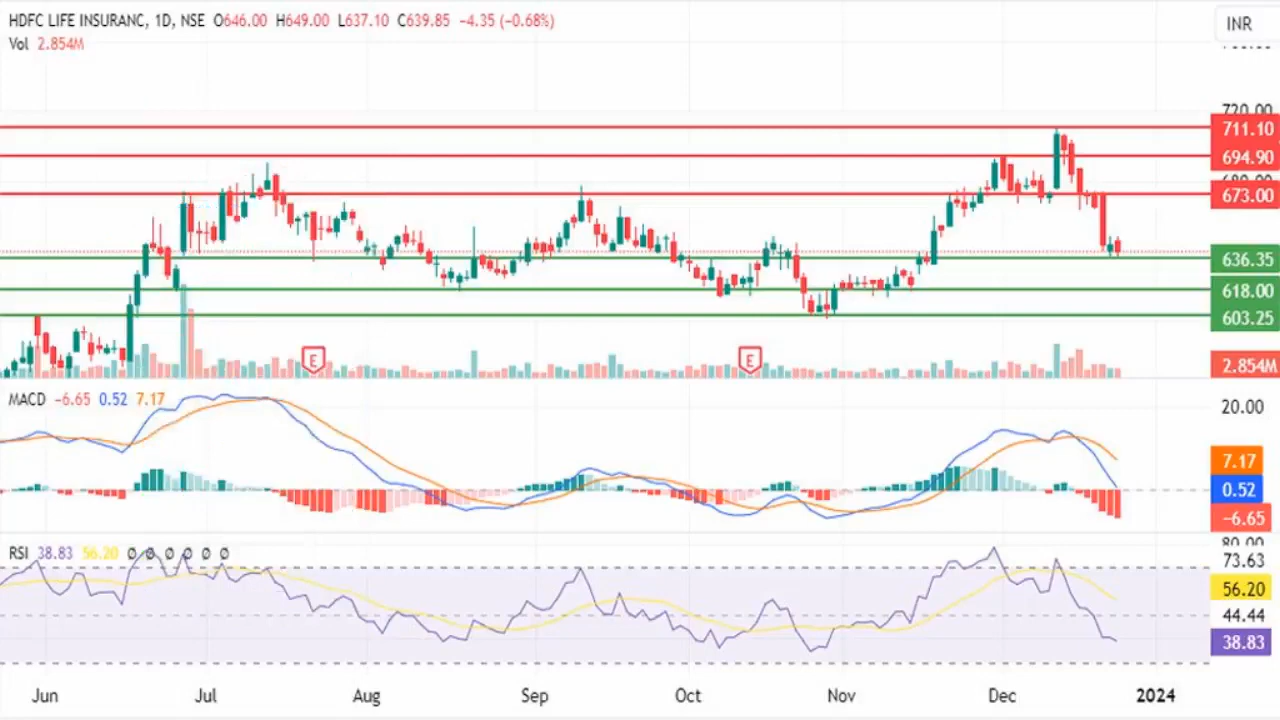 HDFC LIFE INSURANC, 1D, NSE O646.00 H649.00 L637.10 C639.85 −4.35 (−0.68%)
INR
Vol 2.854M
720.00
711.10
694.90
680.00
673.00
636.35
618.00
603.25
E E
2.854M
MACD −6.65 0.52 7.17
20.00
7.17
0.52
−6.65
80.00
RSI 38.83 56.20 Ø Ø Ø Ø Ø Ø
73.63
56.20
44.44
38.83
Jun Jul Aug Sep Oct Nov Dec 2024